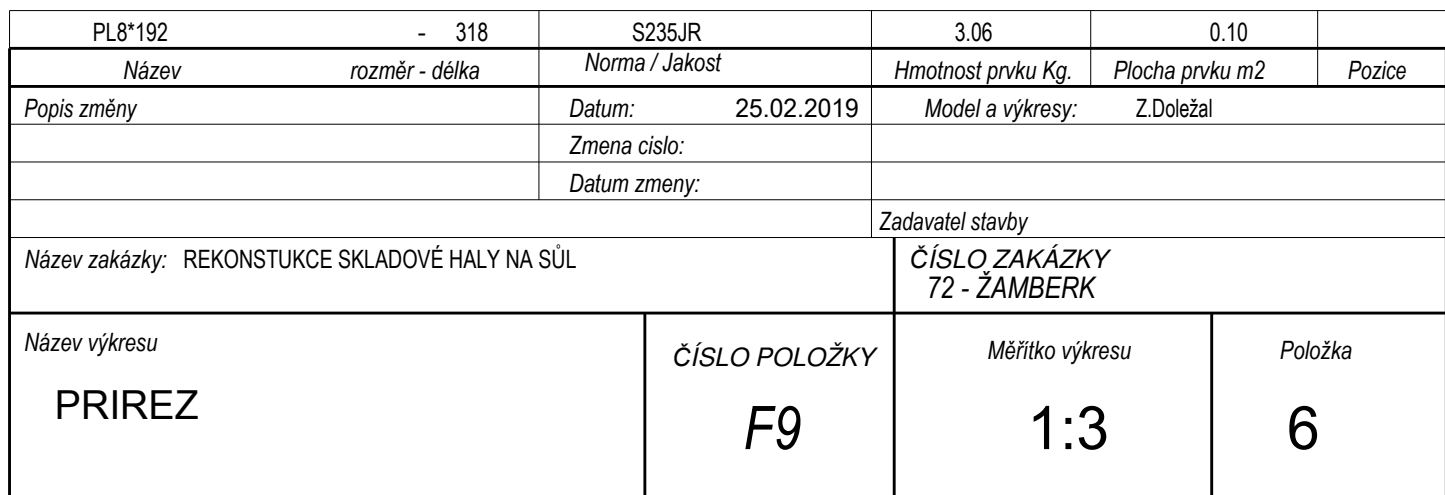 PL8*192 - 318 S235JR 3.06 0.10
Název rozměr - délka Norma / Jakost Hmotnost prvku Kg. Plocha prvku m2 Pozice
Popis změny Datum: 25.02.2019 Model a výkresy: Z.Doležal
Zmena cislo:
Datum zmeny:
Zadavatel stavby
Název zakázky: REKONSTUKCE SKLADOVÉ HALY NA SŮL ČÍSLO ZAKÁZKY
72 - ŽAMBERK
Název výkresu ČÍSLO POLOŽKY Měřítko výkresu Položka
PRIREZ F9 1:3 6